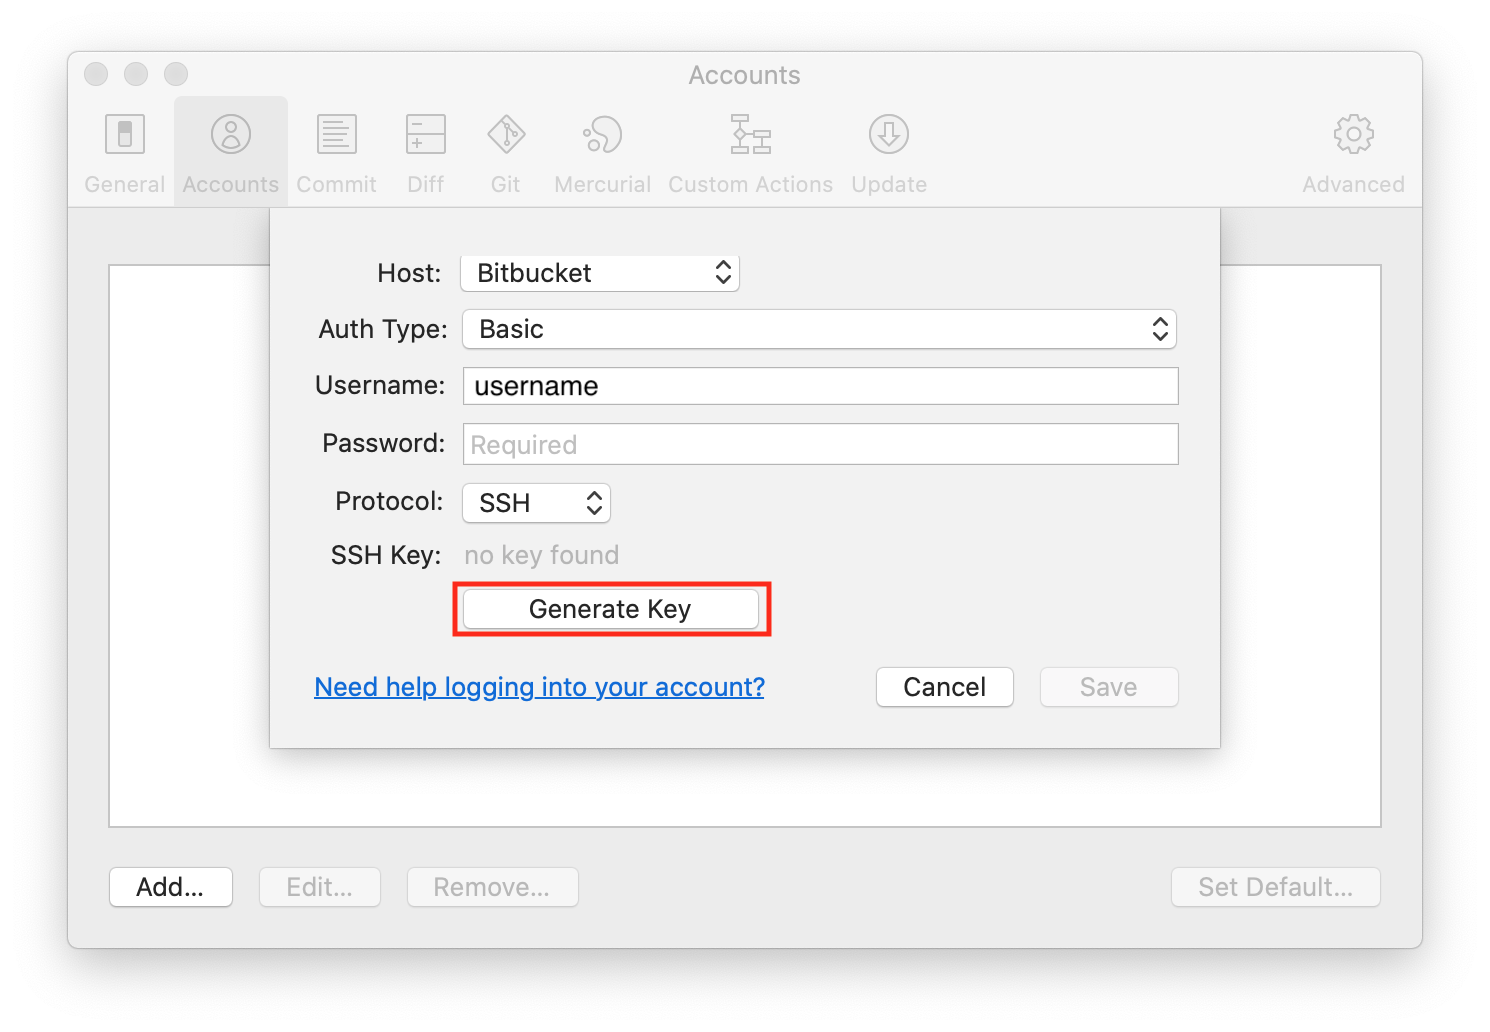 Accounts
General Accounts Commit Diff Git Mercurial Custom Actions Update Advanced
Host: Bitbucket
Auth Type: Basic
Username: username
Password: Required
Protocol: SSH
SSH Key: no key found
Generate Key
Need help logging into your account? Cancel Save
Add... Edit... Remove... Set Default...